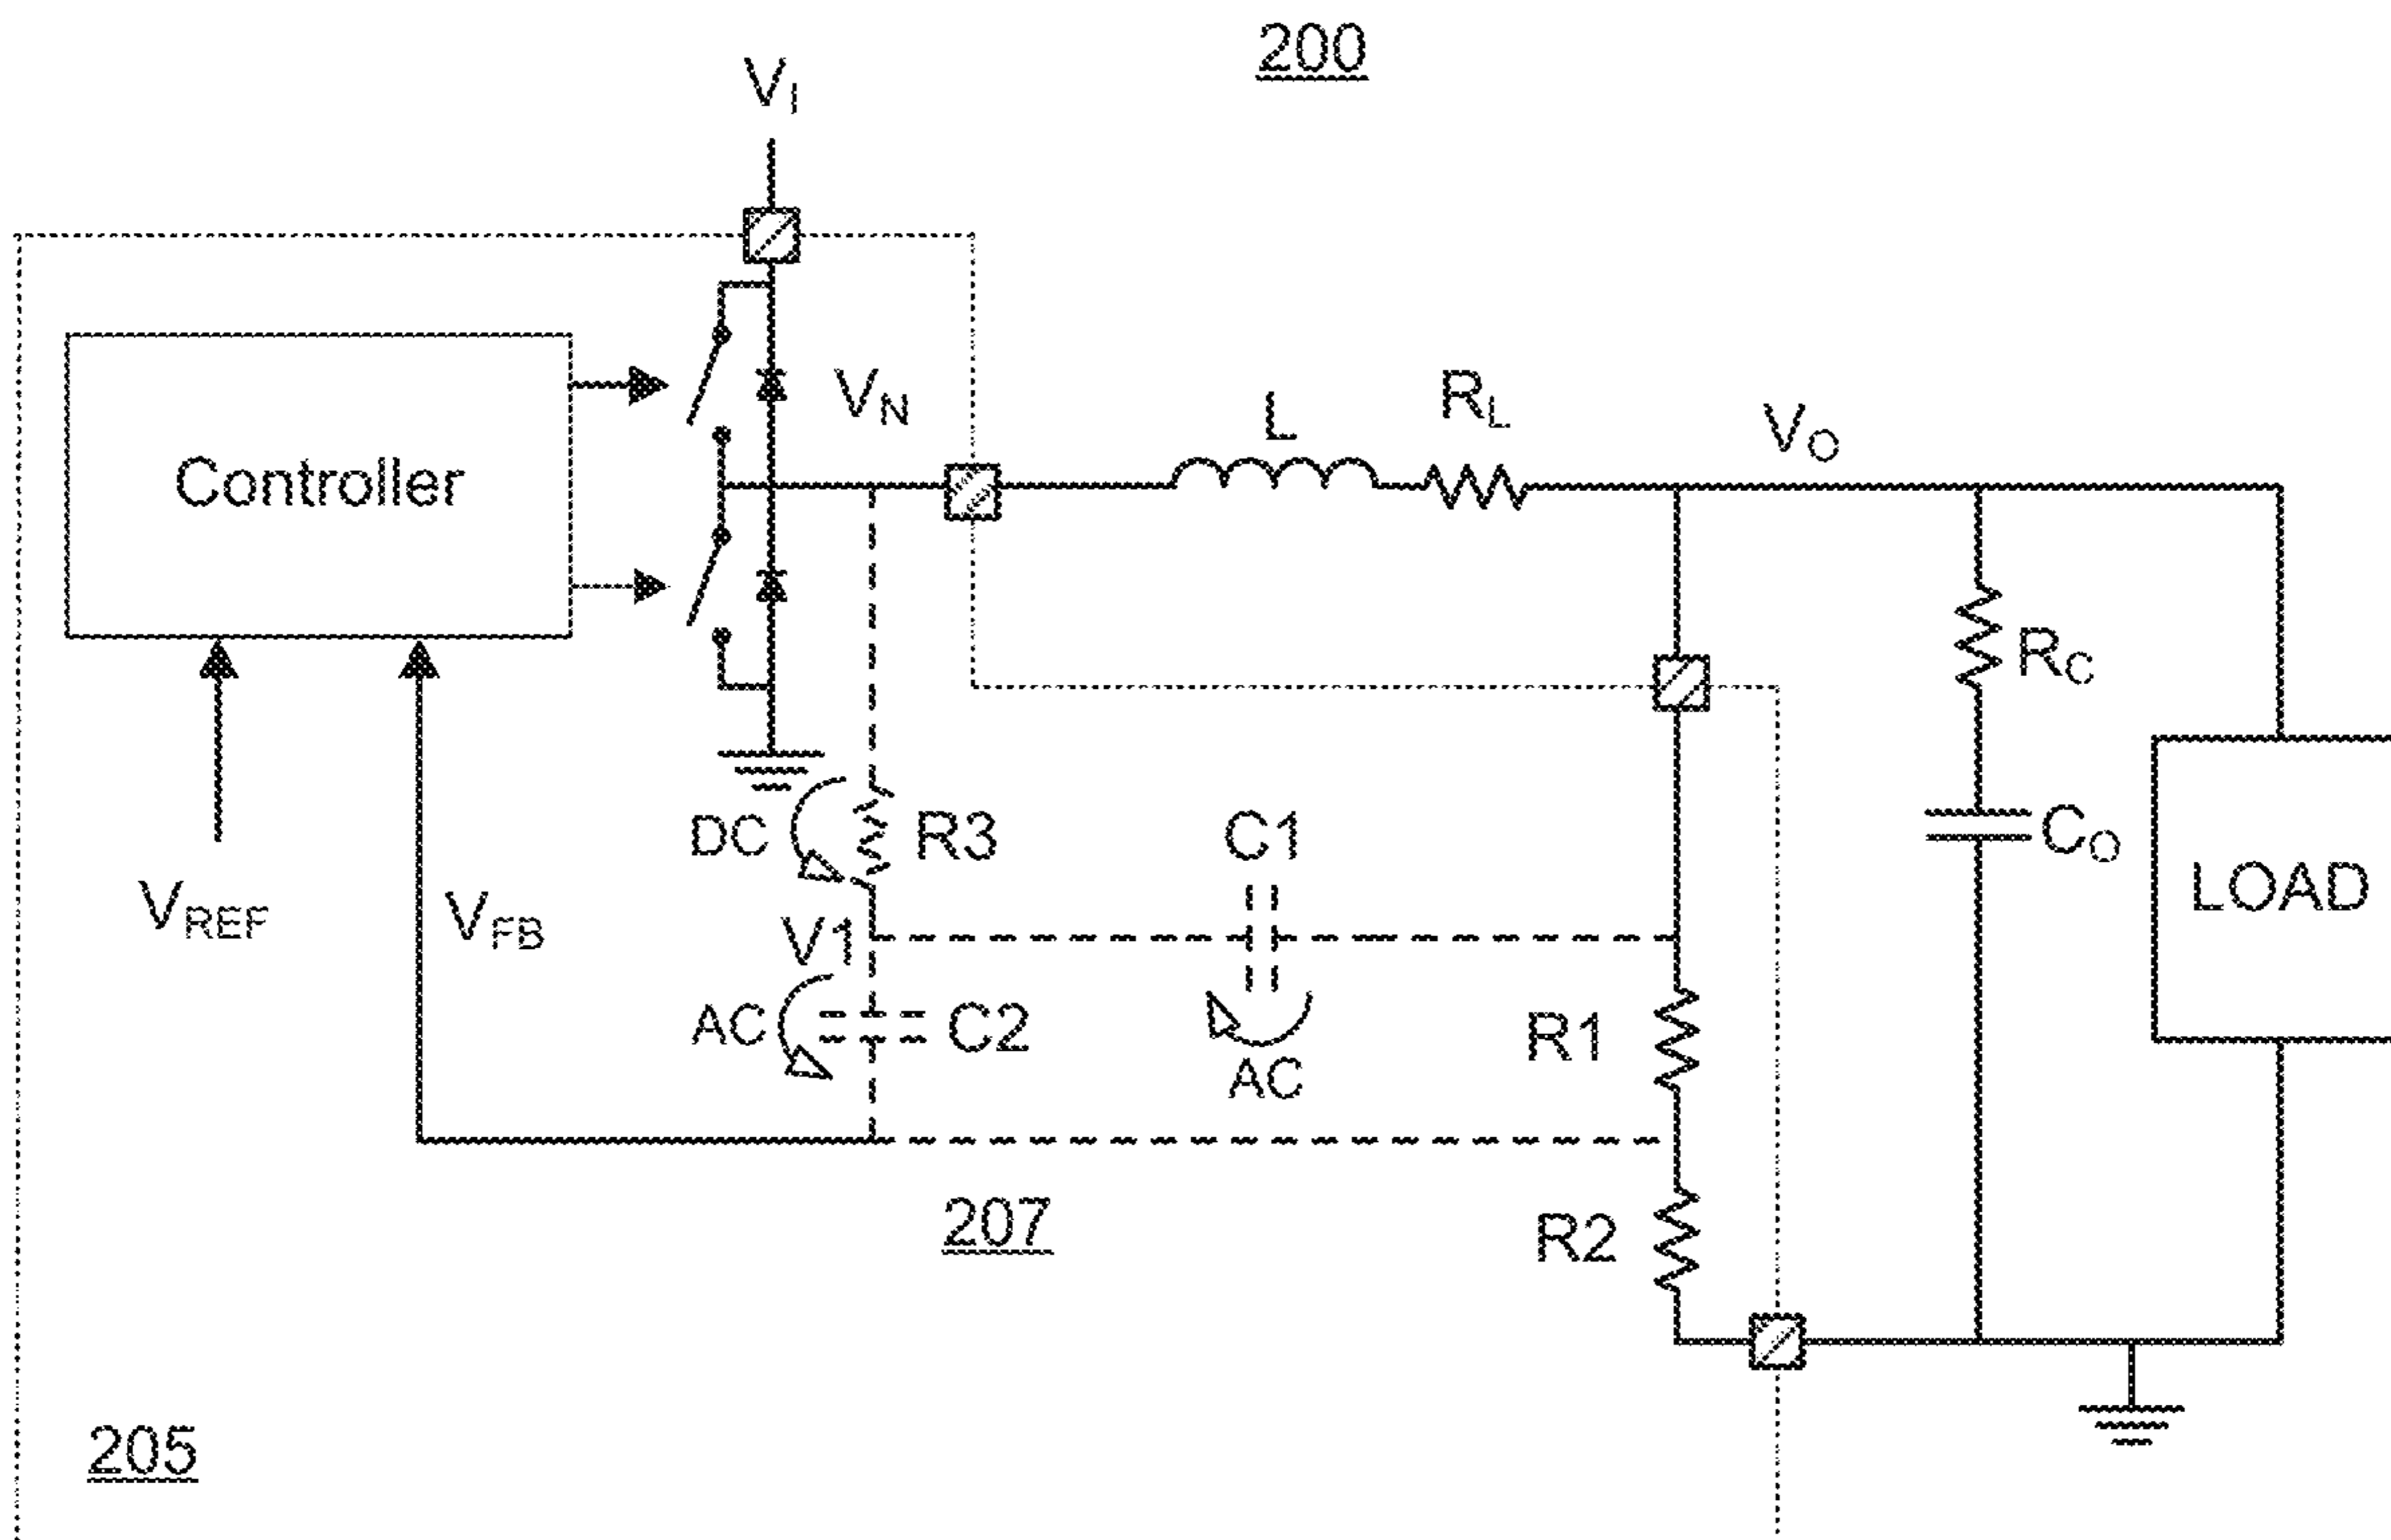 200
V_I
V_N
L
R_L
V_O
Controller
R_C
DC
R3
C1
C_O
LOAD
V_REF
V_FB
V1
AC
C2
R1
AC
207
R2
205